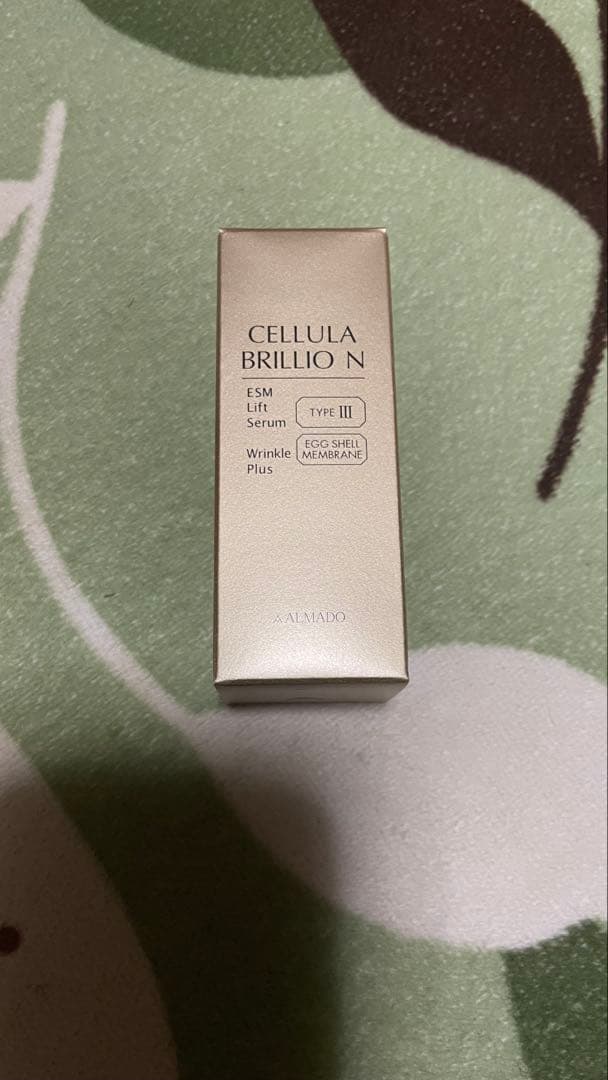 CELLULA
BRILLIO N
ESM
Lift
Serum
TYPE III
Wrinkle
Plus
EGG SHELL
MEMBRANE
ALMADO